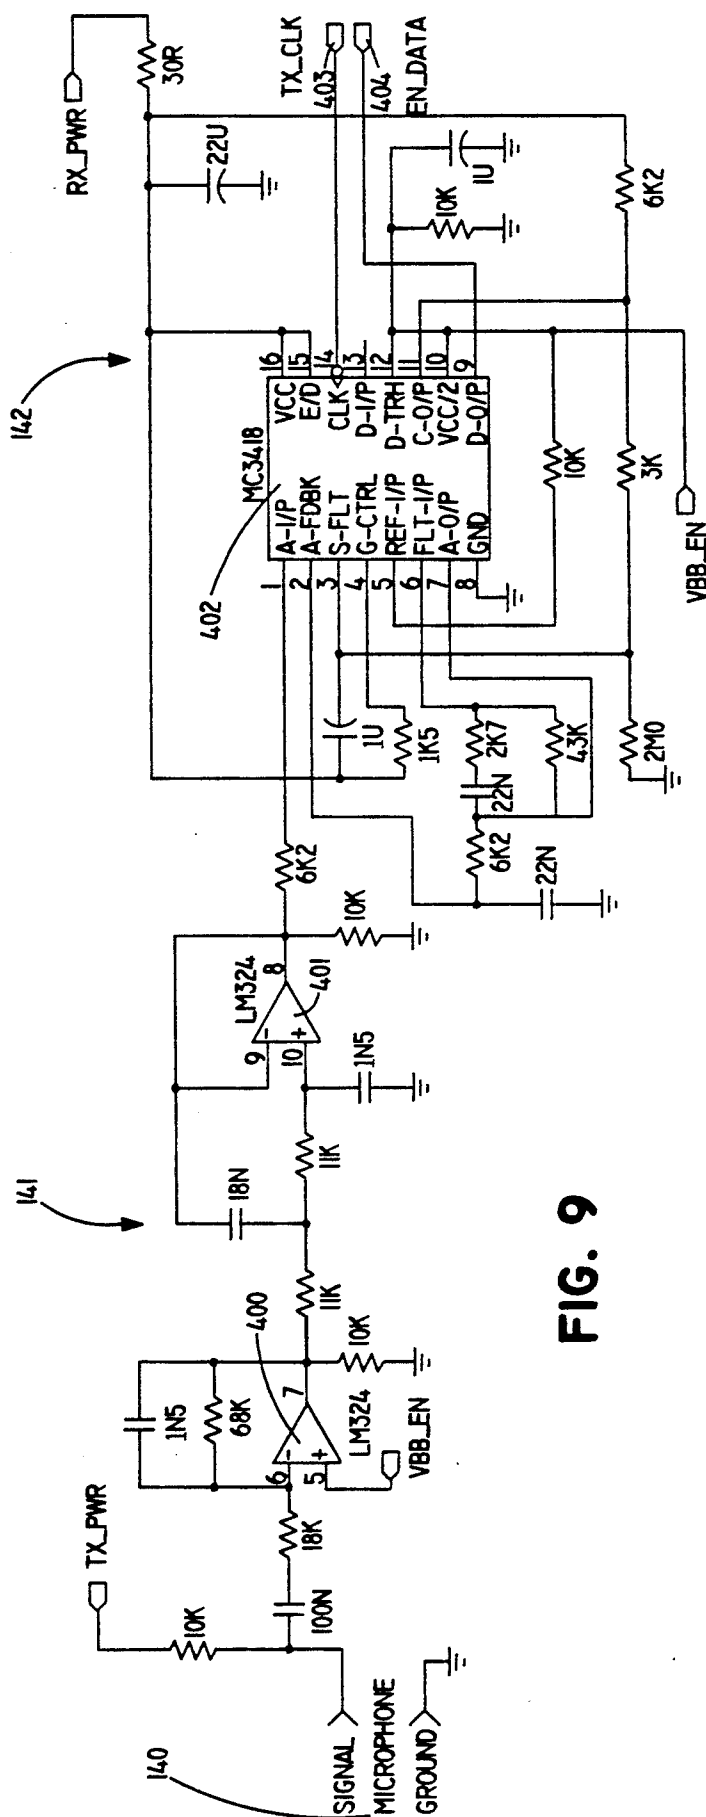 140
SIGNAL
MICROPHONE
GROUND
10K
TX_PWR
100N
18K
6
5
-
+
7
1N5
68K
400
LM324
VBB_EN
10K
11K
141
18N
11K
1N5
9
10
-
+
8
LM324
401
10K
6K2
142
402
MC3418
1 A-I/P
2 A-FDBK
3 S-FLT
4 G-CTRL
5 REF-I/P
6 FLT-I/P
7 A-O/P
8 GND
VCC 16
E/D 15
CLK 14
D-I/P 13
D-TRH 12
C-O/P 11
VCC/2 10
D-O/P 9
1U
1K5
2K7
22N
43K
6K2
22N
2M0
3K
10K
VBB_EN
6K2
10K
1U
22U
30R
RX_PWR
TX_CLK
403
404
EN_DATA
FIG. 9